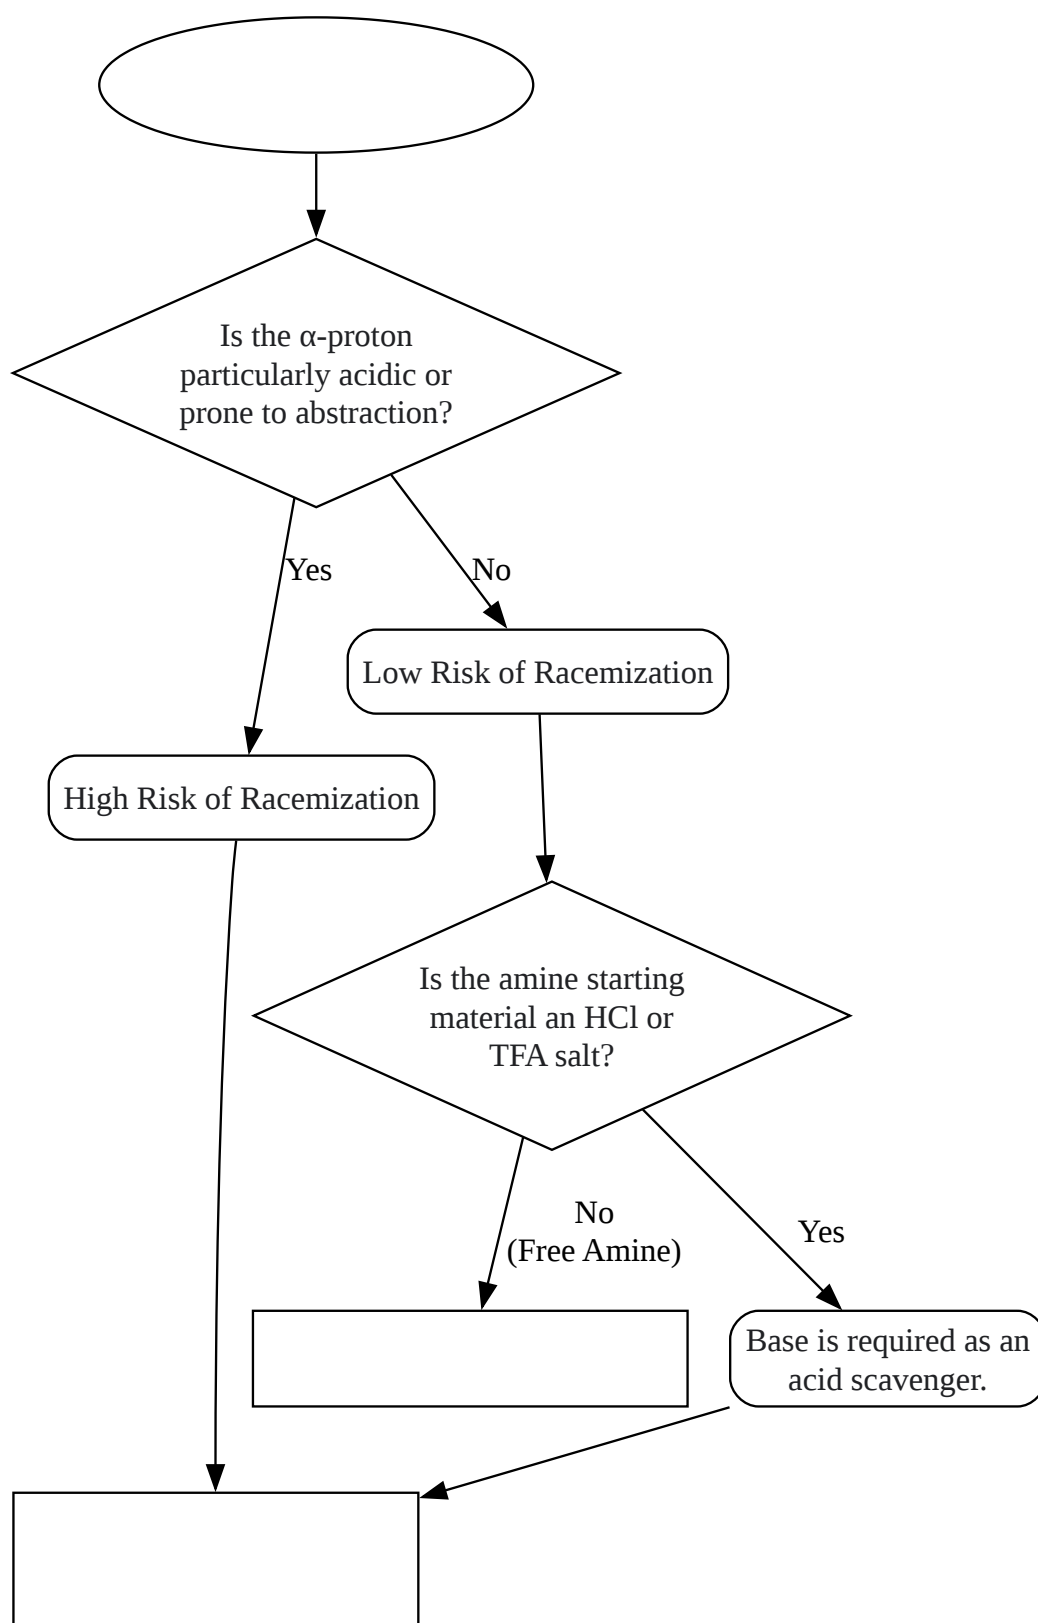 Is the α-proton
particularly acidic or
prone to abstraction?
Yes
No
Low Risk of Racemization
High Risk of Racemization
Is the amine starting
material an HCl or
TFA salt?
No
(Free Amine)
Yes
Base is required as an
acid scavenger.